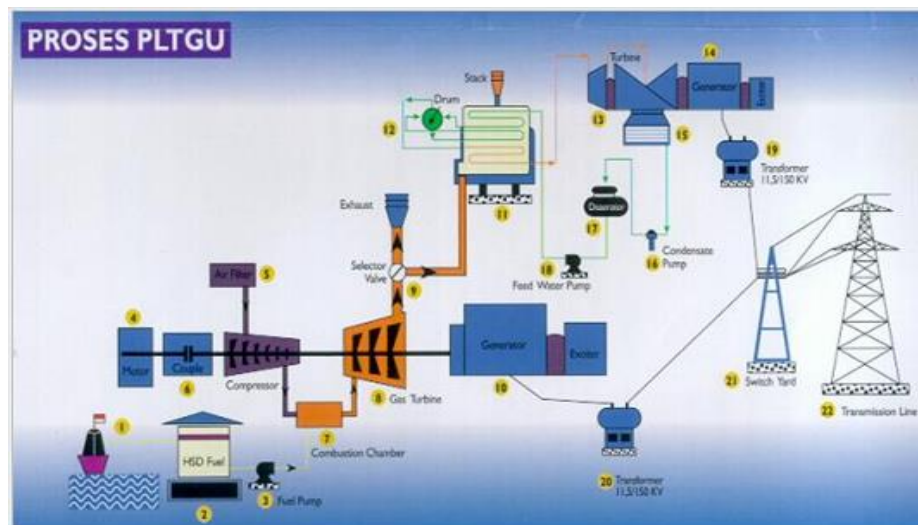 PROSES PLTGU
Stack
Drum
12
11
Turbine
13
14
Generator
Exciter
15
19
Transformer
11,5/150 KV
Exhaust
Selector
Valve
9
Deaerator
17
16
Condensate
Pump
18
Feed Water Pump
Air Filter
5
4
Motor
Couple
6
Compressor
8
Gas Turbine
Generator
Exciter
10
7
Combustion Chamber
1
HSD Fuel
2
3
Fuel Pump
20
Transformer
11,5/150 KV
21
Switch Yard
22
Transmission Line